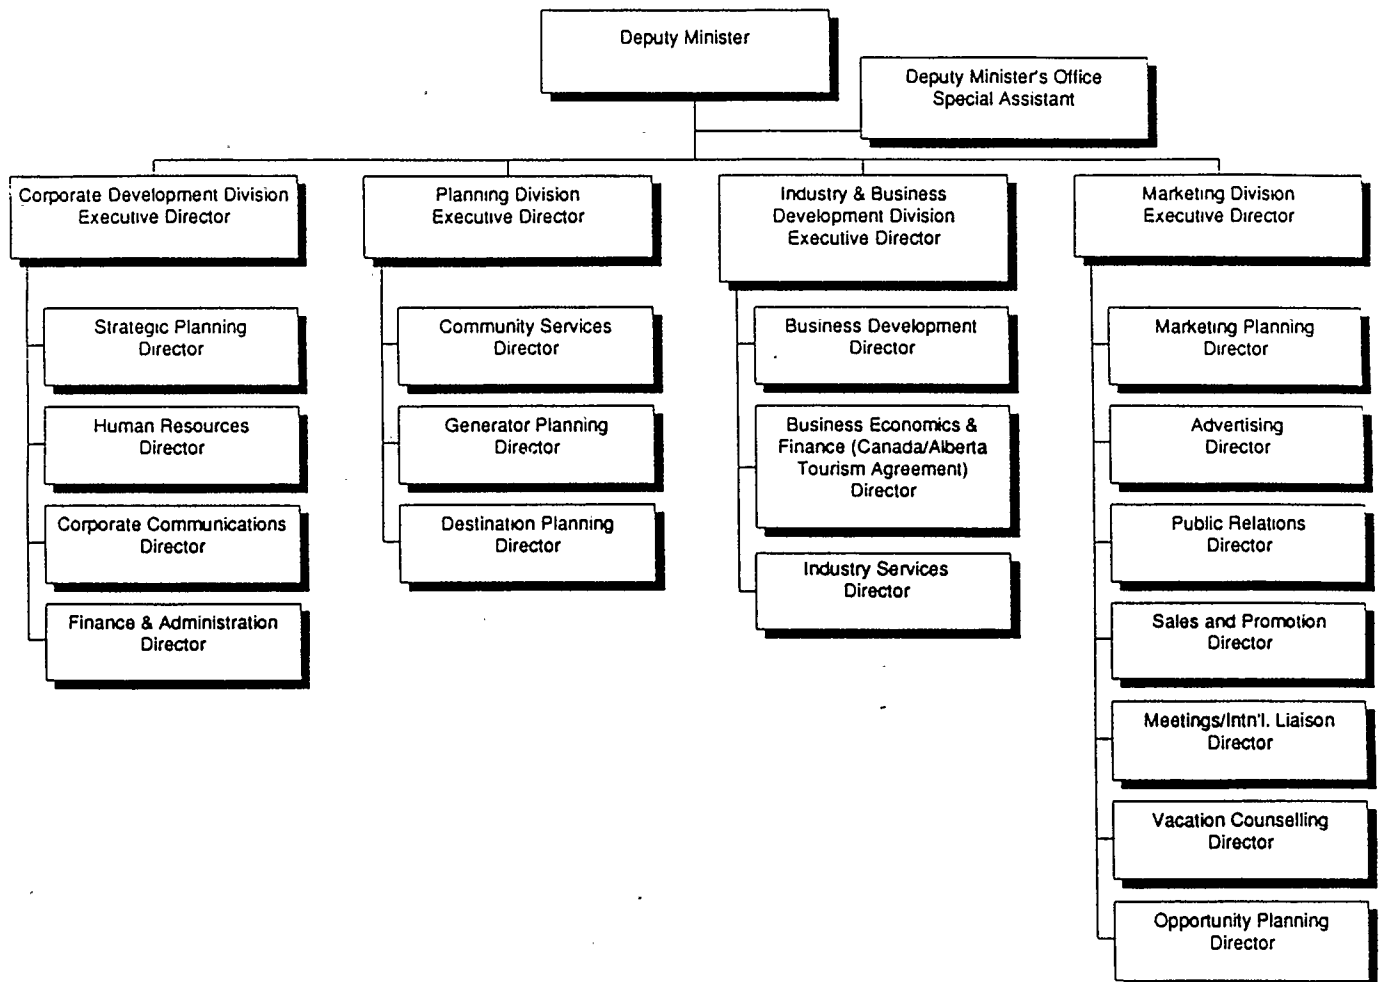 Deputy Minister
Deputy Minister's Office
Special Assistant
Corporate Development Division
Executive Director
Strategic Planning
Director
Human Resources
Director
Corporate Communications
Director
Finance & Administration
Director
Planning Division
Executive Director
Community Services
Director
Generator Planning
Director
Destination Planning
Director
Industry & Business
Development Division
Executive Director
Business Development
Director
Business Economics &
Finance (Canada/Alberta
Tourism Agreement)
Director
Industry Services
Director
Marketing Division
Executive Director
Marketing Planning
Director
Advertising
Director
Public Relations
Director
Sales and Promotion
Director
Meetings/Intn'l. Liaison
Director
Vacation Counselling
Director
Opportunity Planning
Director